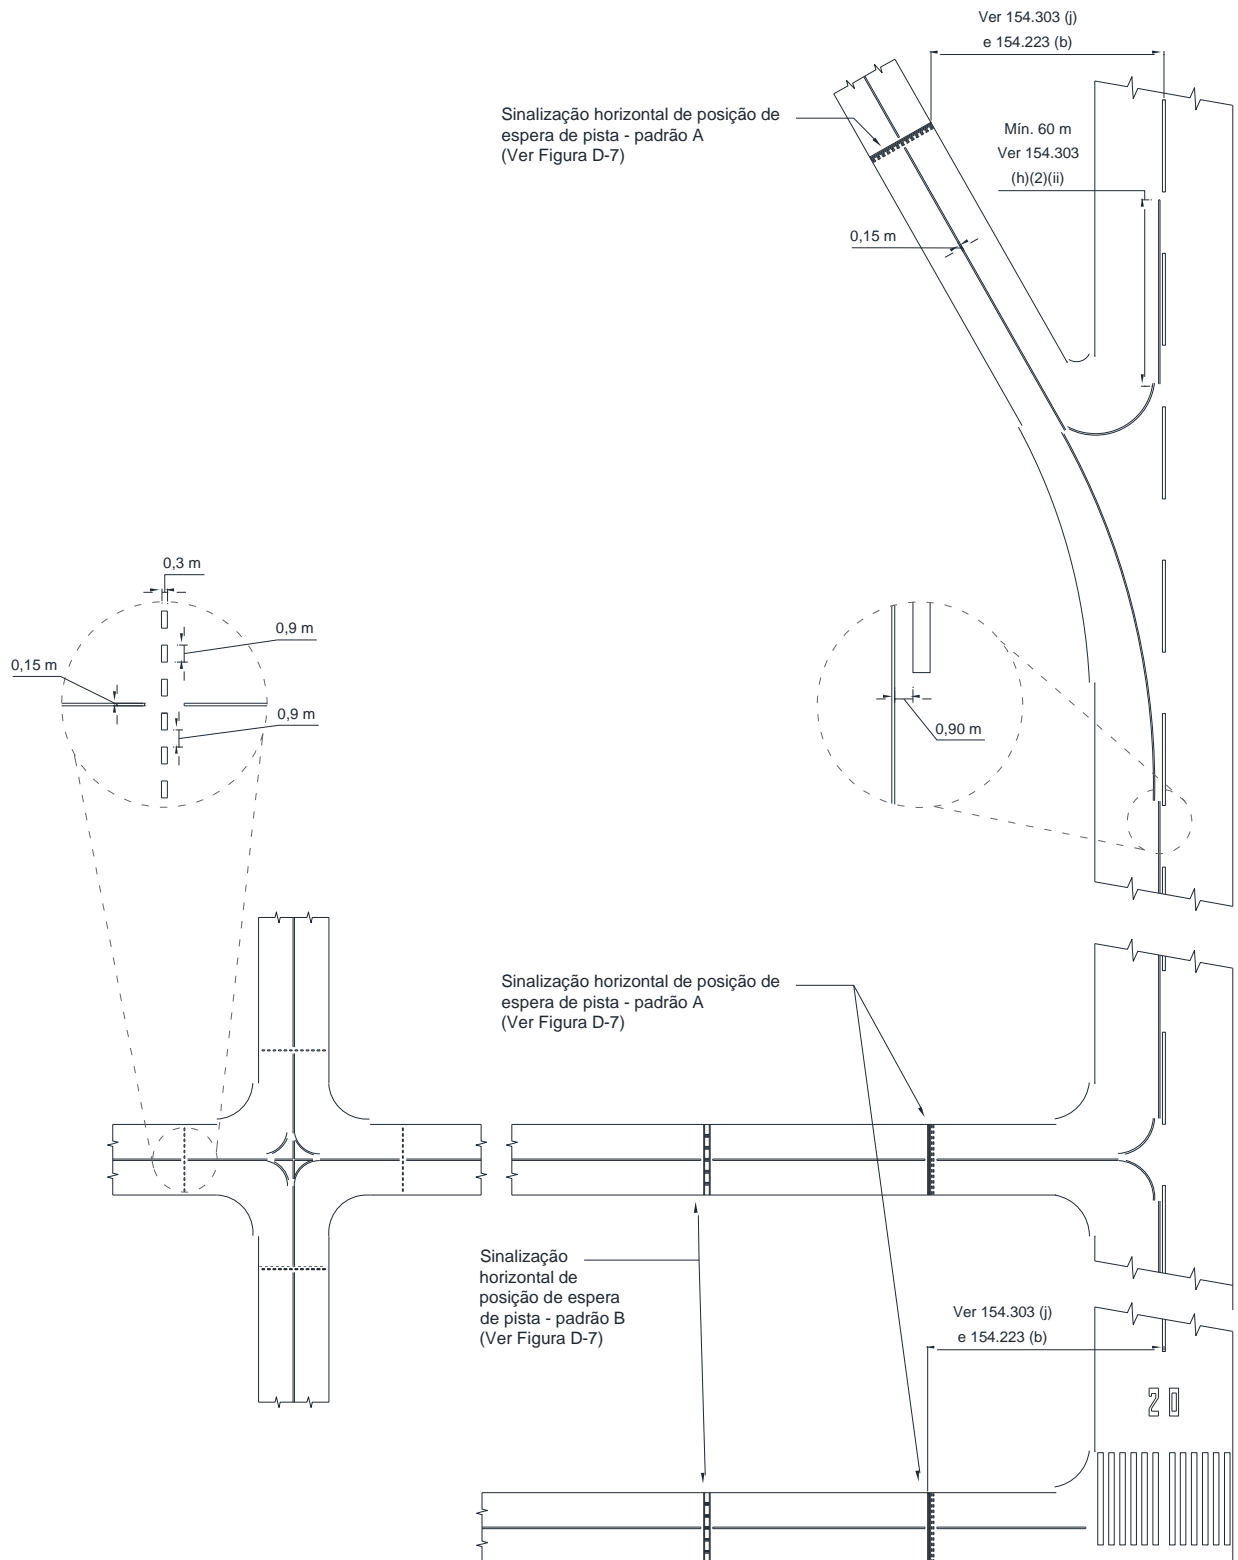 Ver 154.303 (j)
e 154.223 (b)
Sinalização horizontal de posição de
espera de pista - padrão A
(Ver Figura D-7)
Mín. 60 m
Ver 154.303
(h)(2)(ii)
0,15 m
0,3 m
0,9 m
0,15 m
0,9 m
0,90 m
Sinalização horizontal de posição de
espera de pista - padrão A
(Ver Figura D-7)
Sinalização
horizontal de
posição de espera
de pista - padrão B
(Ver Figura D-7)
Ver 154.303 (j)
e 154.223 (b)
20